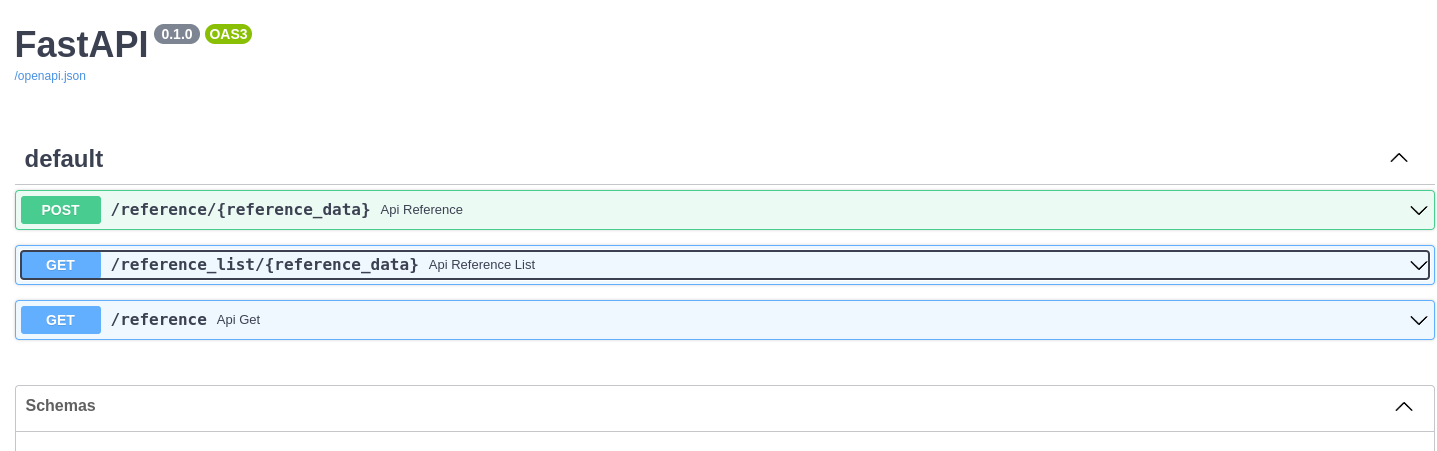 FastAPI 0.1.0 OAS3
/openapi.json
default
POST /reference/{reference_data} Api Reference
GET /reference_list/{reference_data} Api Reference List
GET /reference Api Get
Schemas